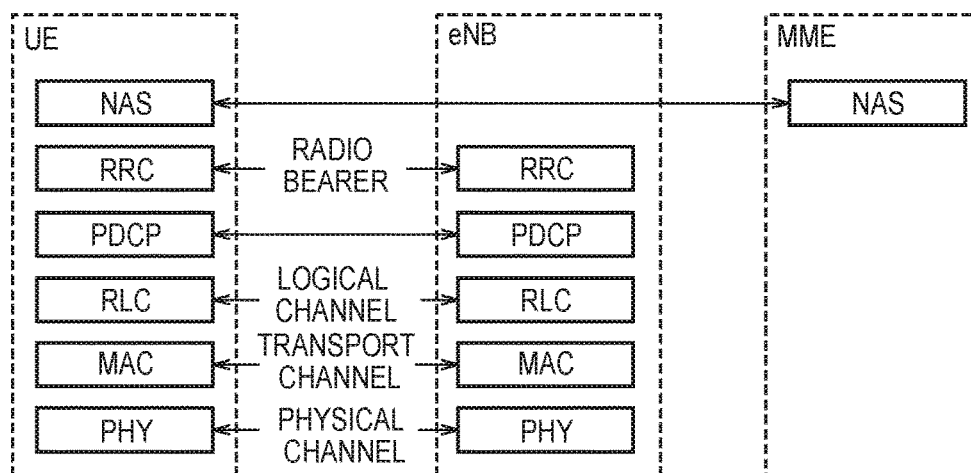 UE
eNB
MME
NAS
NAS
RRC
RADIO
BEARER
RRC
PDCP
PDCP
RLC
LOGICAL
CHANNEL
RLC
MAC
TRANSPORT
CHANNEL
MAC
PHY
PHYSICAL
CHANNEL
PHY